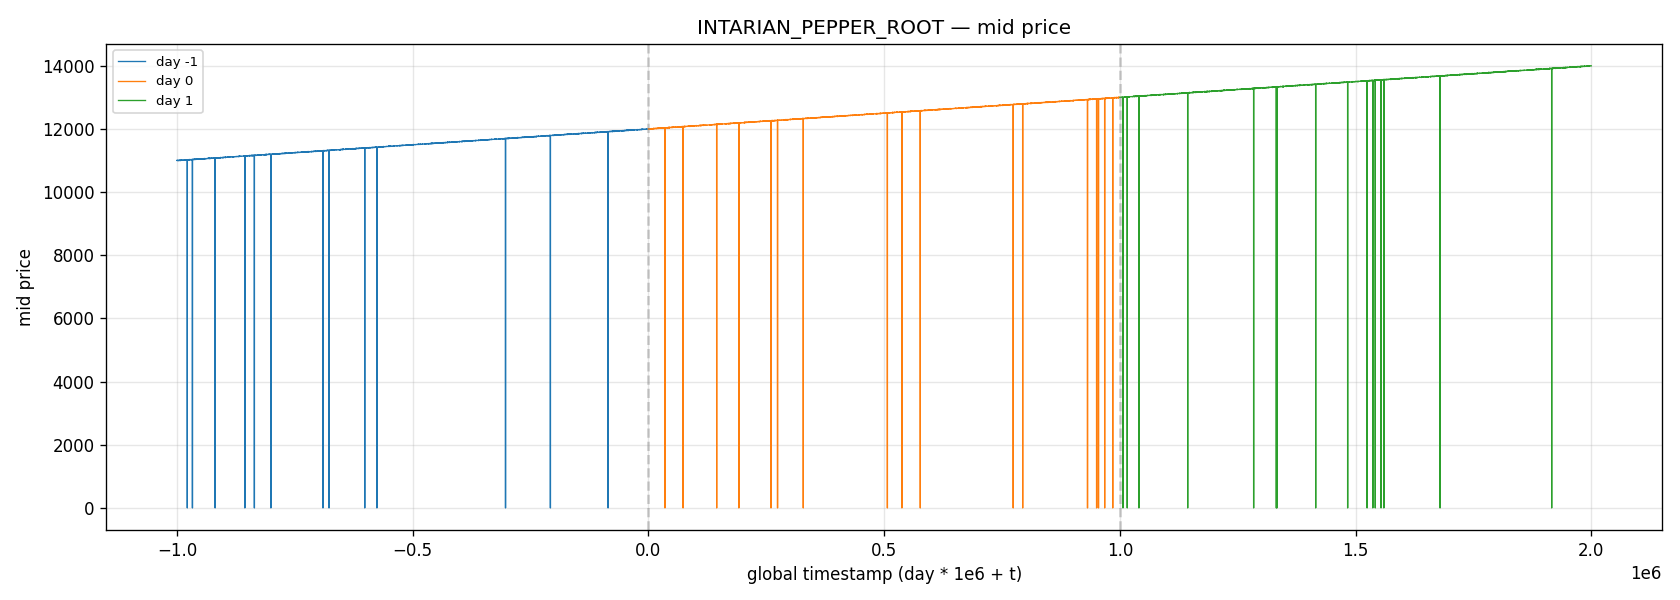 INTARIAN_PEPPER_ROOT — mid price
day -1
day 0
day 1
14000
12000
10000
8000
6000
4000
2000
0
mid price
−1.0
−0.5
0.0
0.5
1.0
1.5
2.0
1e6
global timestamp (day * 1e6 + t)